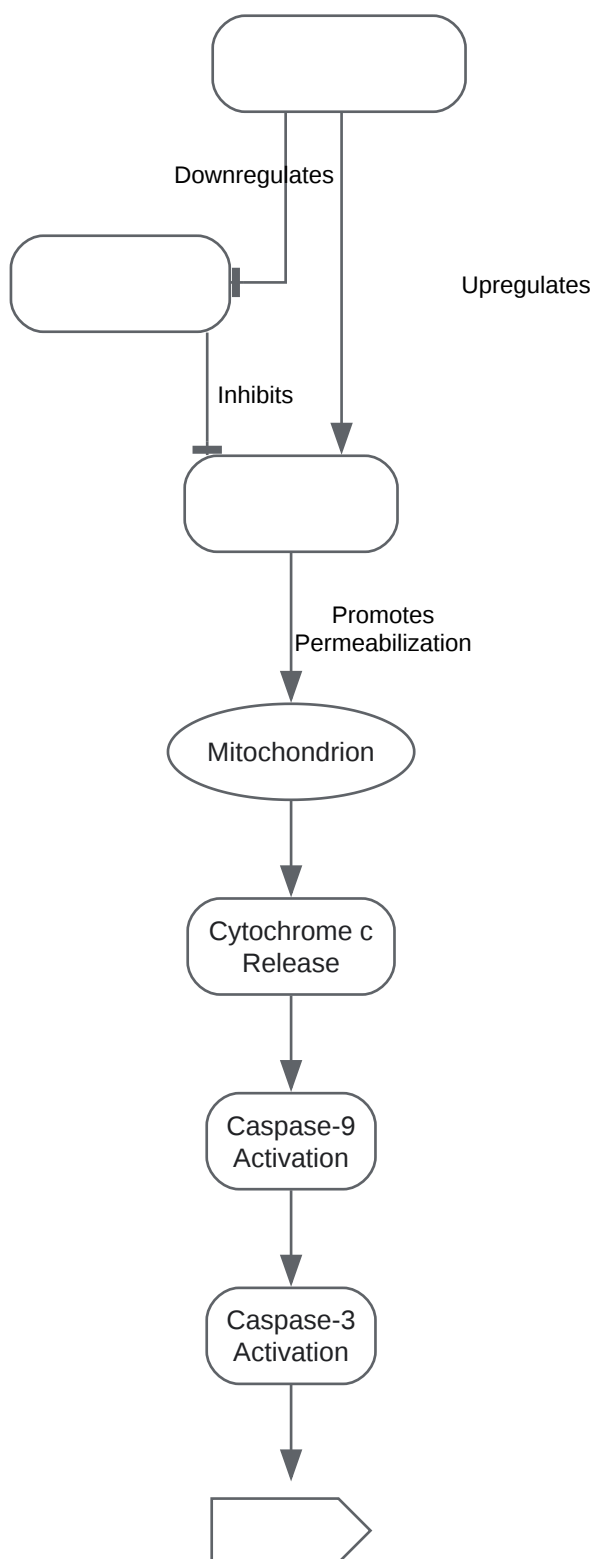 Downregulates
Upregulates
Inhibits
Promotes
Permeabilization
Mitochondrion
Cytochrome c
Release
Caspase-9
Activation
Caspase-3
Activation